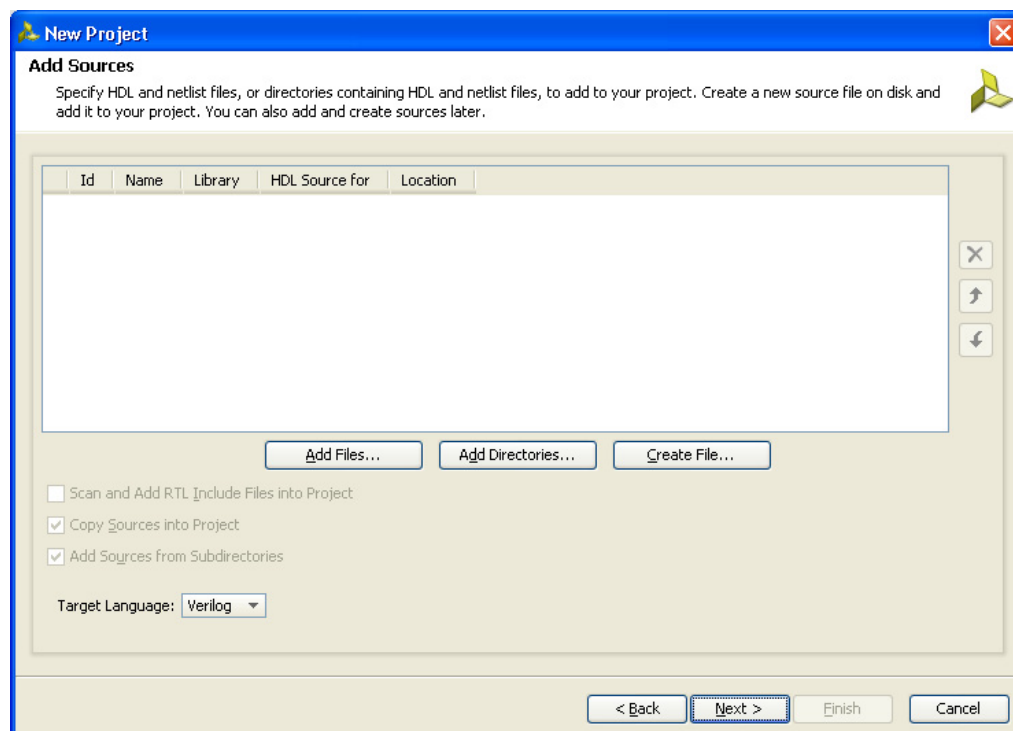 New Project
Add Sources
Specify HDL and netlist files, or directories containing HDL and netlist files, to add to your project. Create a new source file on disk and
add it to your project. You can also add and create sources later.
Id Name Library HDL Source for Location
Add Files... Add Directories... Create File...
Scan and Add RTL Include Files into Project
Copy Sources into Project
Add Sources from Subdirectories
Target Language: Verilog
< Back Next > Finish Cancel